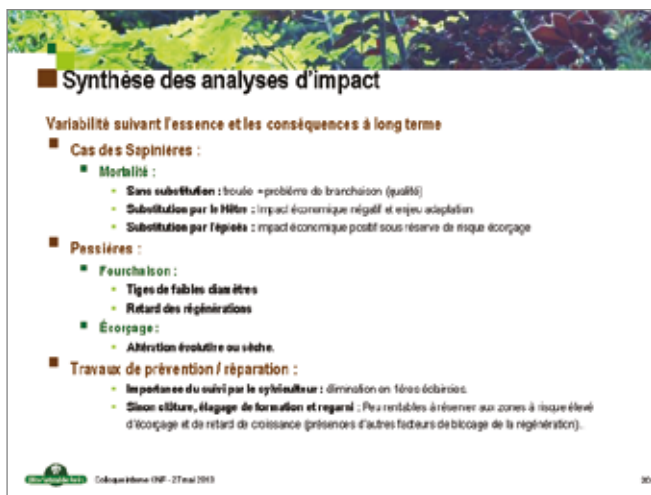 Synthèse des analyses d'impact
Variabilité suivant l'essence et les conséquences à long terme
Cas des Sapinières :
Mortalité :
Sans substitution : trouée = problème de branchaison (qualité)
Substitution par le Hêtre : Impact économique négatif et enjeu adaptation
Substitution par l'épicéa : impact économique positif sous réserve de risque écorçage
Pessières :
Fourchaison :
Tiges de faibles diamètres
Retard des régénérations
Écorçage :
Altération évolutive ou sèche.
Travaux de prévention / réparation :
Importance du suivi par le sylviculteur : élimination en 1ères éclaircies.
Sinon clôture, élagage de formation et regarni : Peu rentables à réserver aux zones à risque élevé
d'écorçage et de retard de croissance (présences d'autres facteurs de blocage de la régénération).
Colloque interne ONF - 27 mai 2010